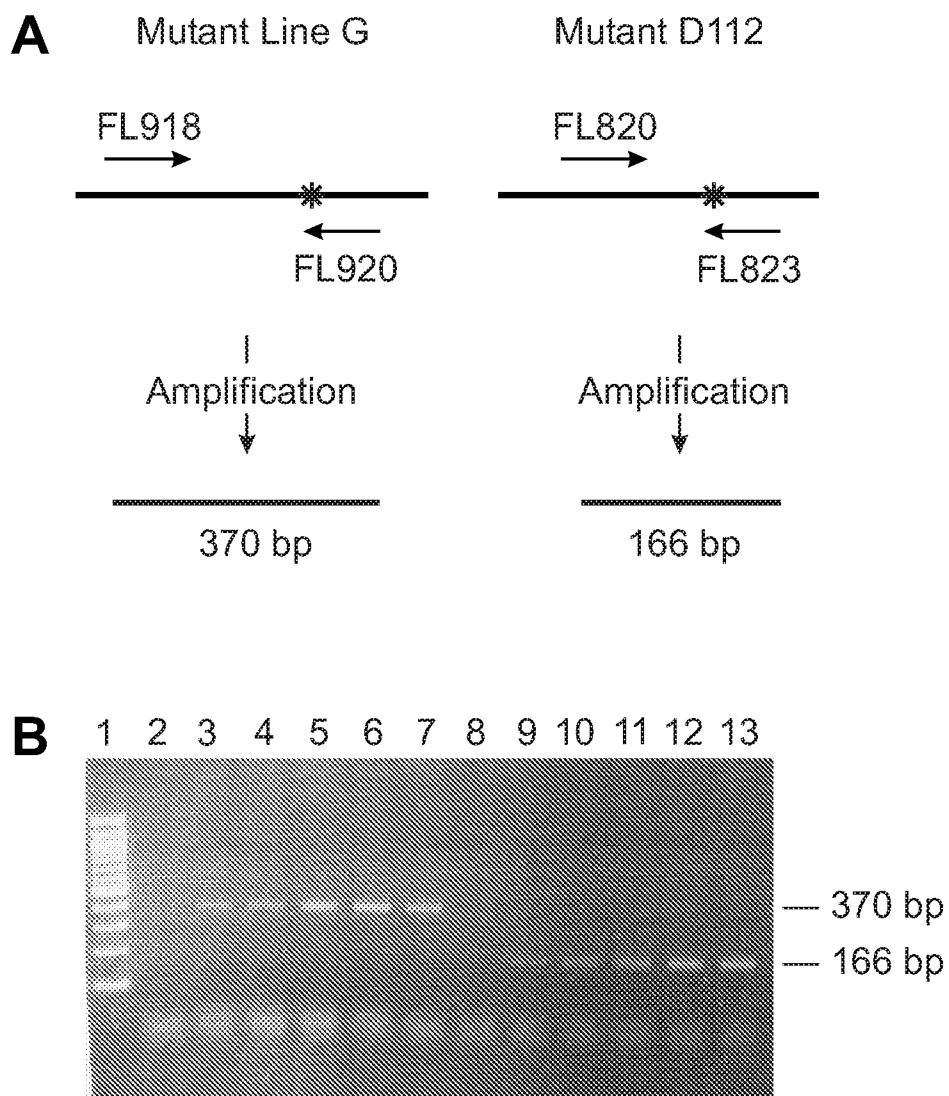 A Mutant Line G Mutant D112
FL918 FL820
FL920 FL823
Amplification Amplification
370 bp 166 bp
B 1 2 3 4 5 6 7 8 9 10 11 12 13
370 bp
166 bp